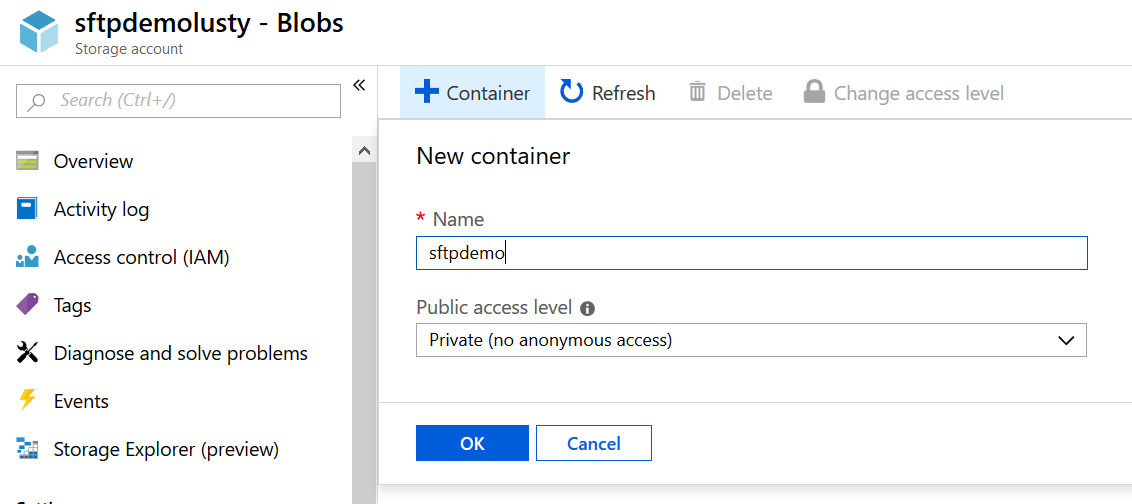 sftpdemolusty - Blobs
Storage account
Search (Ctrl+/)
«
Overview
Activity log
Access control (IAM)
Tags
Diagnose and solve problems
Events
Storage Explorer (preview)
Container Refresh Delete Change access level
New container
* Name
sftpdemo
Public access level
Private (no anonymous access)
OK Cancel